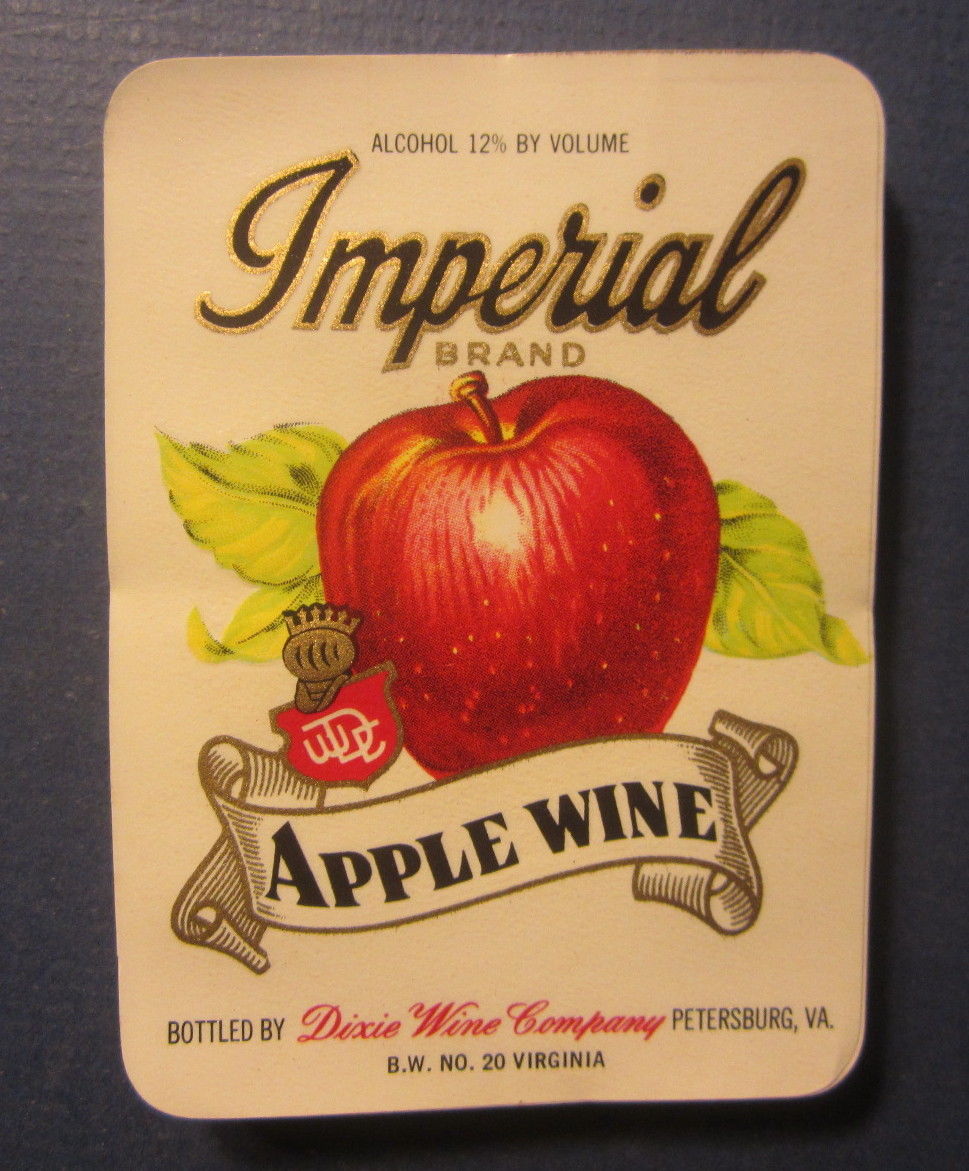 ALCOHOL 12% BY VOLUME
Imperial
BRAND
APPLE WINE
BOTTLED BY Dixie Wine Company PETERSBURG, VA.
B.W. NO. 20 VIRGINIA